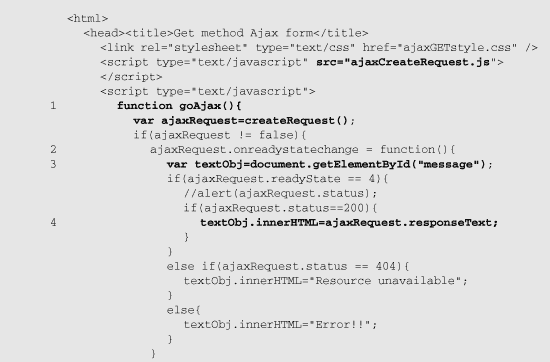 <html>
<head><title>Get method Ajax form</title>
<link rel="stylesheet" type="text/css" href="ajaxGETstyle.css" />
<script type="text/javascript" src="ajaxCreateRequest.js">
</script>
<script type="text/javascript">
1 function goAjax(){
var ajaxRequest=createRequest();
if(ajaxRequest != false){
2 ajaxRequest.onreadystatechange = function(){
3 var textObj=document.getElementById("message");
if(ajaxRequest.readyState == 4){
//alert(ajaxRequest.status);
if(ajaxRequest.status==200){
4 textObj.innerHTML=ajaxRequest.responseText;
}
}
else if(ajaxRequest.status == 404){
textObj.innerHTML="Resource unavailable";
}
else{
textObj.innerHTML="Error!!";
}
}